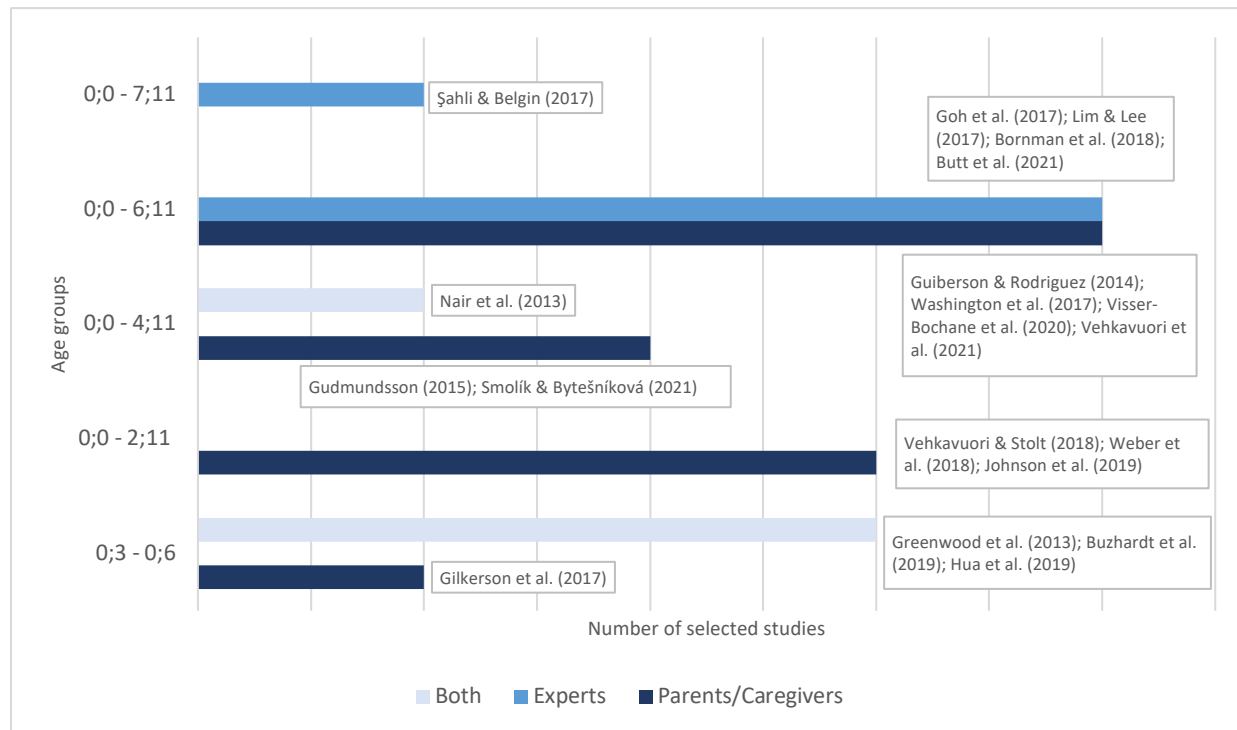 0;0 - 7;11
Şahli & Belgin (2017)
Goh et al. (2017); Lim & Lee
(2017); Bornman et al. (2018);
Butt et al. (2021)
0;0 - 6;11
Guiberson & Rodriguez (2014);
Washington et al. (2017); Visser-
Bochane et al. (2020); Vehkavuori
et al. (2021)
Age groups
0;0 - 4;11
Nair et al. (2013)
Gudmundsson (2015); Smolík & Bytešníková (2021)
0;0 - 2;11
Vehkavuori & Stolt (2018); Weber et
al. (2018); Johnson et al. (2019)
0;3 - 0;6
Greenwood et al. (2013); Buzhardt et al.
(2019); Hua et al. (2019)
Gilkerson et al. (2017)
Number of selected studies
Both
Experts
Parents/Caregivers